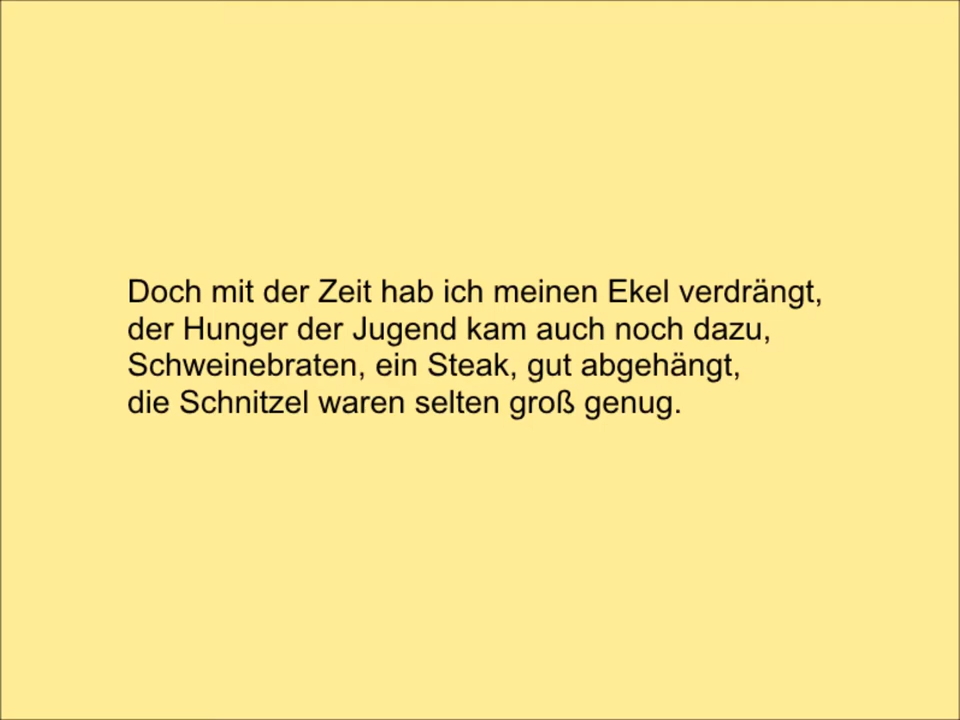 Doch mit der Zeit hab ich meinen Ekel verdrängt,
der Hunger der Jugend kam auch noch dazu,
Schweinebraten, ein Steak, gut abgehängt,
die Schnitzel waren selten groß genug.